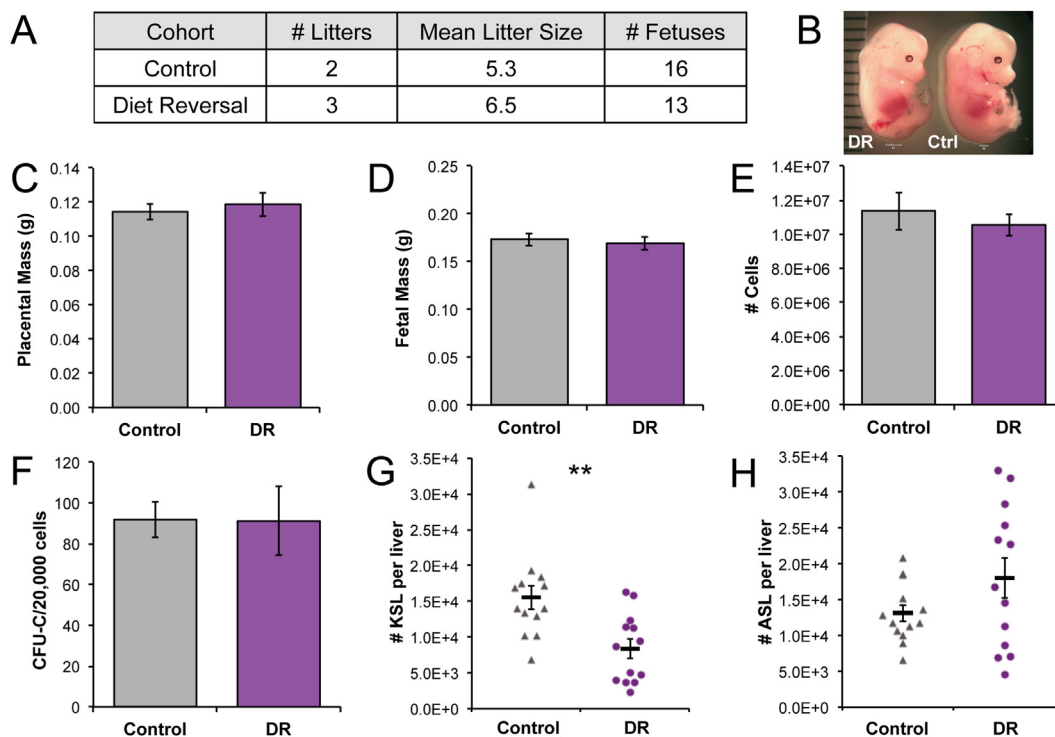 A
Cohort # Litters Mean Litter Size # Fetuses
Control 2 5.3 16
Diet Reversal 3 6.5 13
B
DR Ctrl
C
Placental Mass (g)
0.14
0.12
0.10
0.08
0.06
0.04
0.02
0.00
Control DR
D
Fetal Mass (g)
0.25
0.20
0.15
0.10
0.05
0.00
Control DR
E
# Cells
1.4E+07
1.2E+07
1.0E+07
8.0E+06
6.0E+06
4.0E+06
2.0E+06
0.0E+00
Control DR
F
CFU-C/20,000 cells
120
100
80
60
40
20
0
Control DR
G
**
# KSL per liver
3.5E+4
3.0E+4
2.5E+4
2.0E+4
1.5E+4
1.0E+4
5.0E+3
0.0E+0
Control DR
H
# ASL per liver
3.5E+4
3.0E+4
2.5E+4
2.0E+4
1.5E+4
1.0E+4
5.0E+3
0.0E+0
Control DR